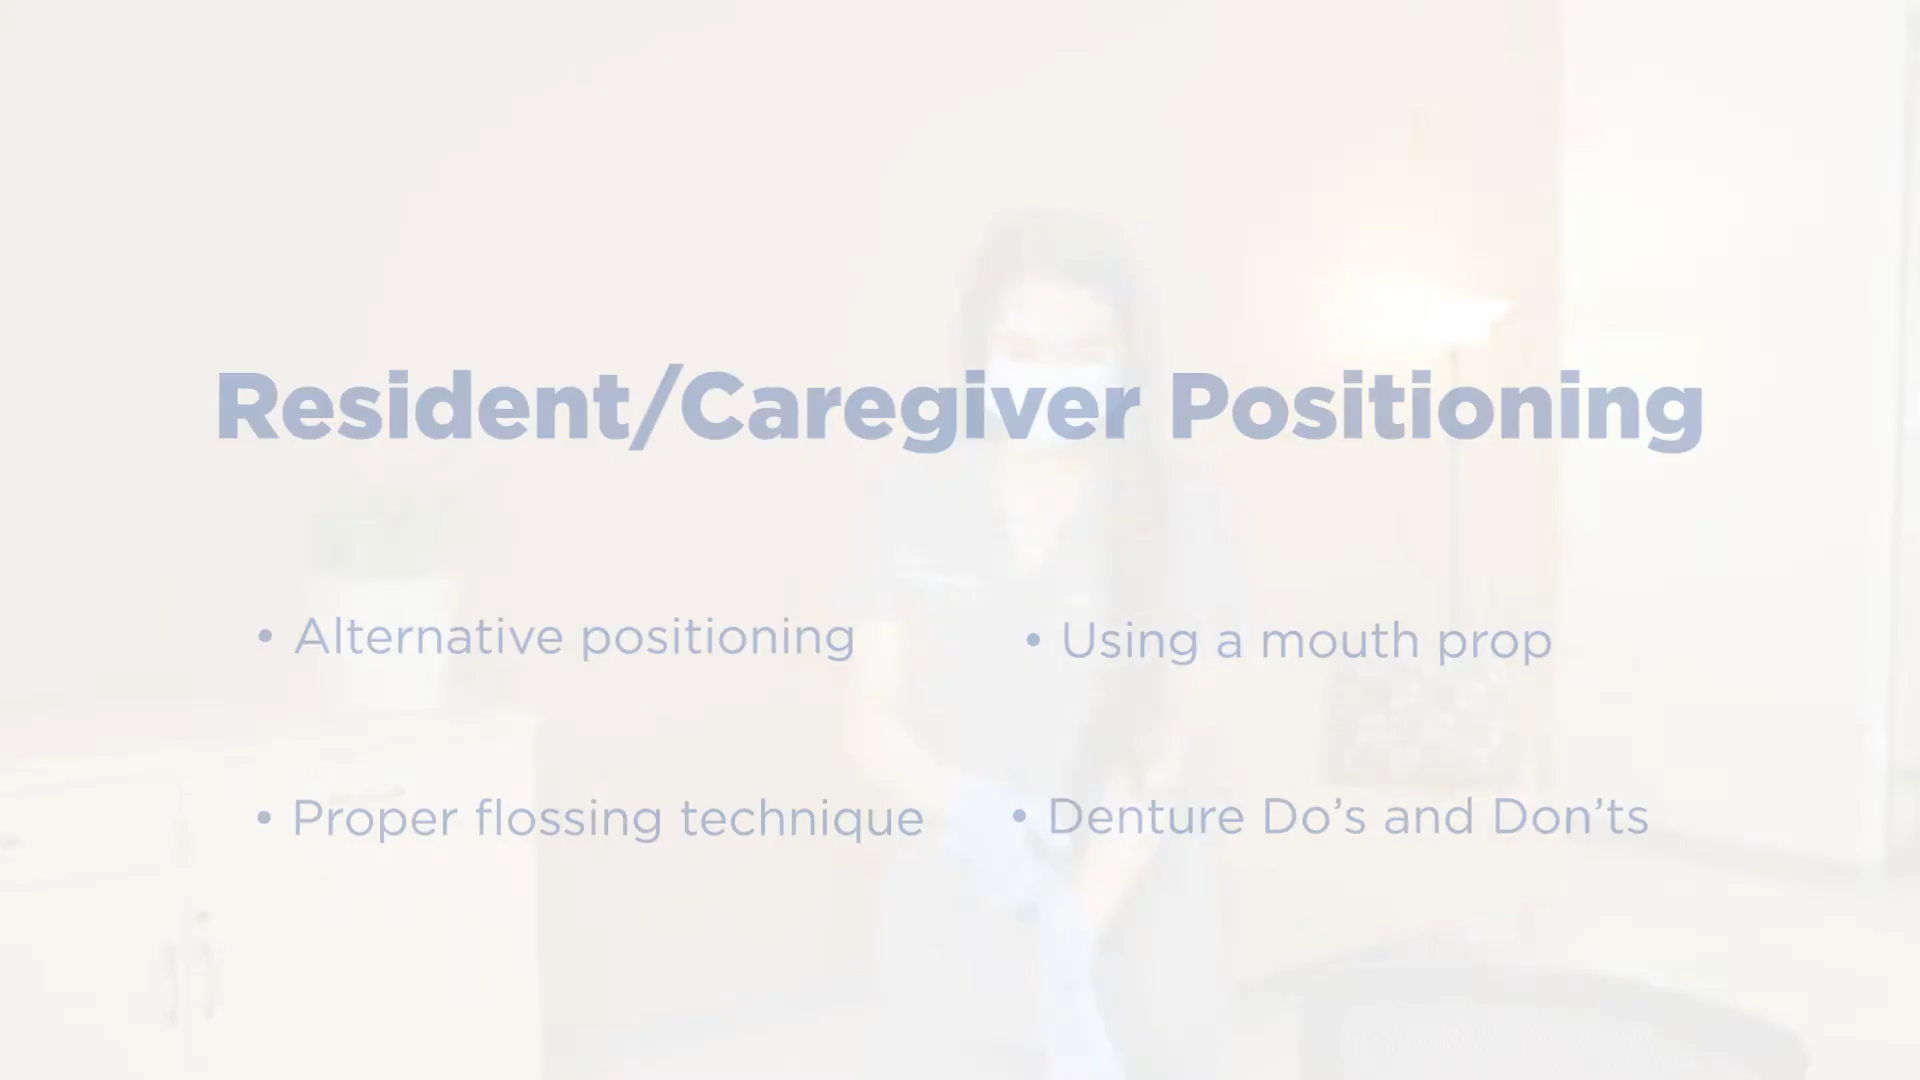 Resident/Caregiver Positioning
• Alternative positioning
• Using a mouth prop
• Proper flossing technique
• Denture Do’s and Don’ts